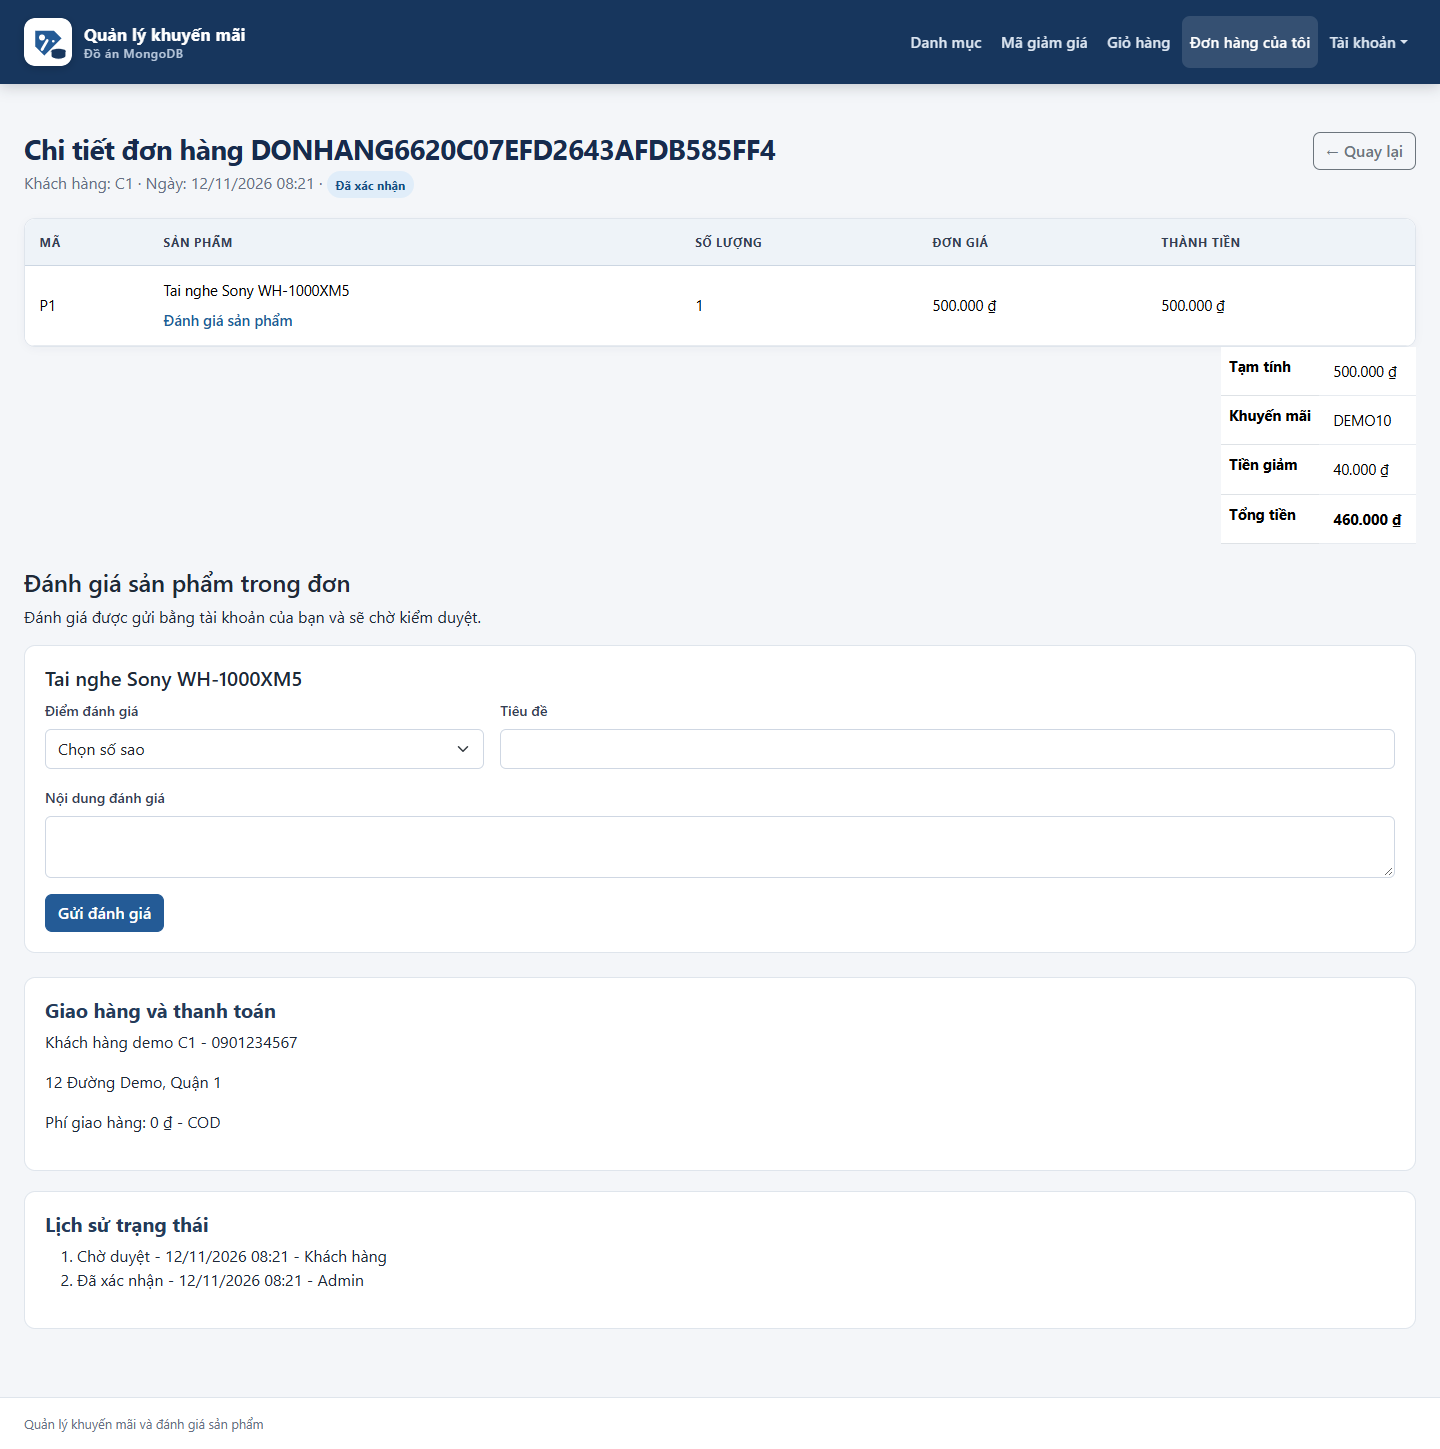 Quản lý khuyến mãi
Đồ án MongoDB
Danh mục
Mã giảm giá
Giỏ hàng
Đơn hàng của tôi
Tài khoản
Chi tiết đơn hàng DONHANG6620C07EFD2643AFDB585FF4
← Quay lại
Khách hàng: C1 · Ngày: 12/11/2026 08:21 · Đã xác nhận
MÃ SẢN PHẨM SỐ LƯỢNG ĐƠN GIÁ THÀNH TIỀN
P1 Tai nghe Sony WH-1000XM5 1 500.000 ₫ 500.000 ₫
Đánh giá sản phẩm
Tạm tính 500.000 ₫
Khuyến mãi DEMO10
Tiền giảm 40.000 ₫
Tổng tiền 460.000 ₫
Đánh giá sản phẩm trong đơn
Đánh giá được gửi bằng tài khoản của bạn và sẽ chờ kiểm duyệt.
Tai nghe Sony WH-1000XM5
Điểm đánh giá
Tiêu đề
Chọn số sao
Nội dung đánh giá
Gửi đánh giá
Giao hàng và thanh toán
Khách hàng demo C1 - 0901234567
12 Đường Demo, Quận 1
Phí giao hàng: 0 ₫ - COD
Lịch sử trạng thái
1. Chờ duyệt - 12/11/2026 08:21 - Khách hàng
2. Đã xác nhận - 12/11/2026 08:21 - Admin
Quản lý khuyến mãi và đánh giá sản phẩm